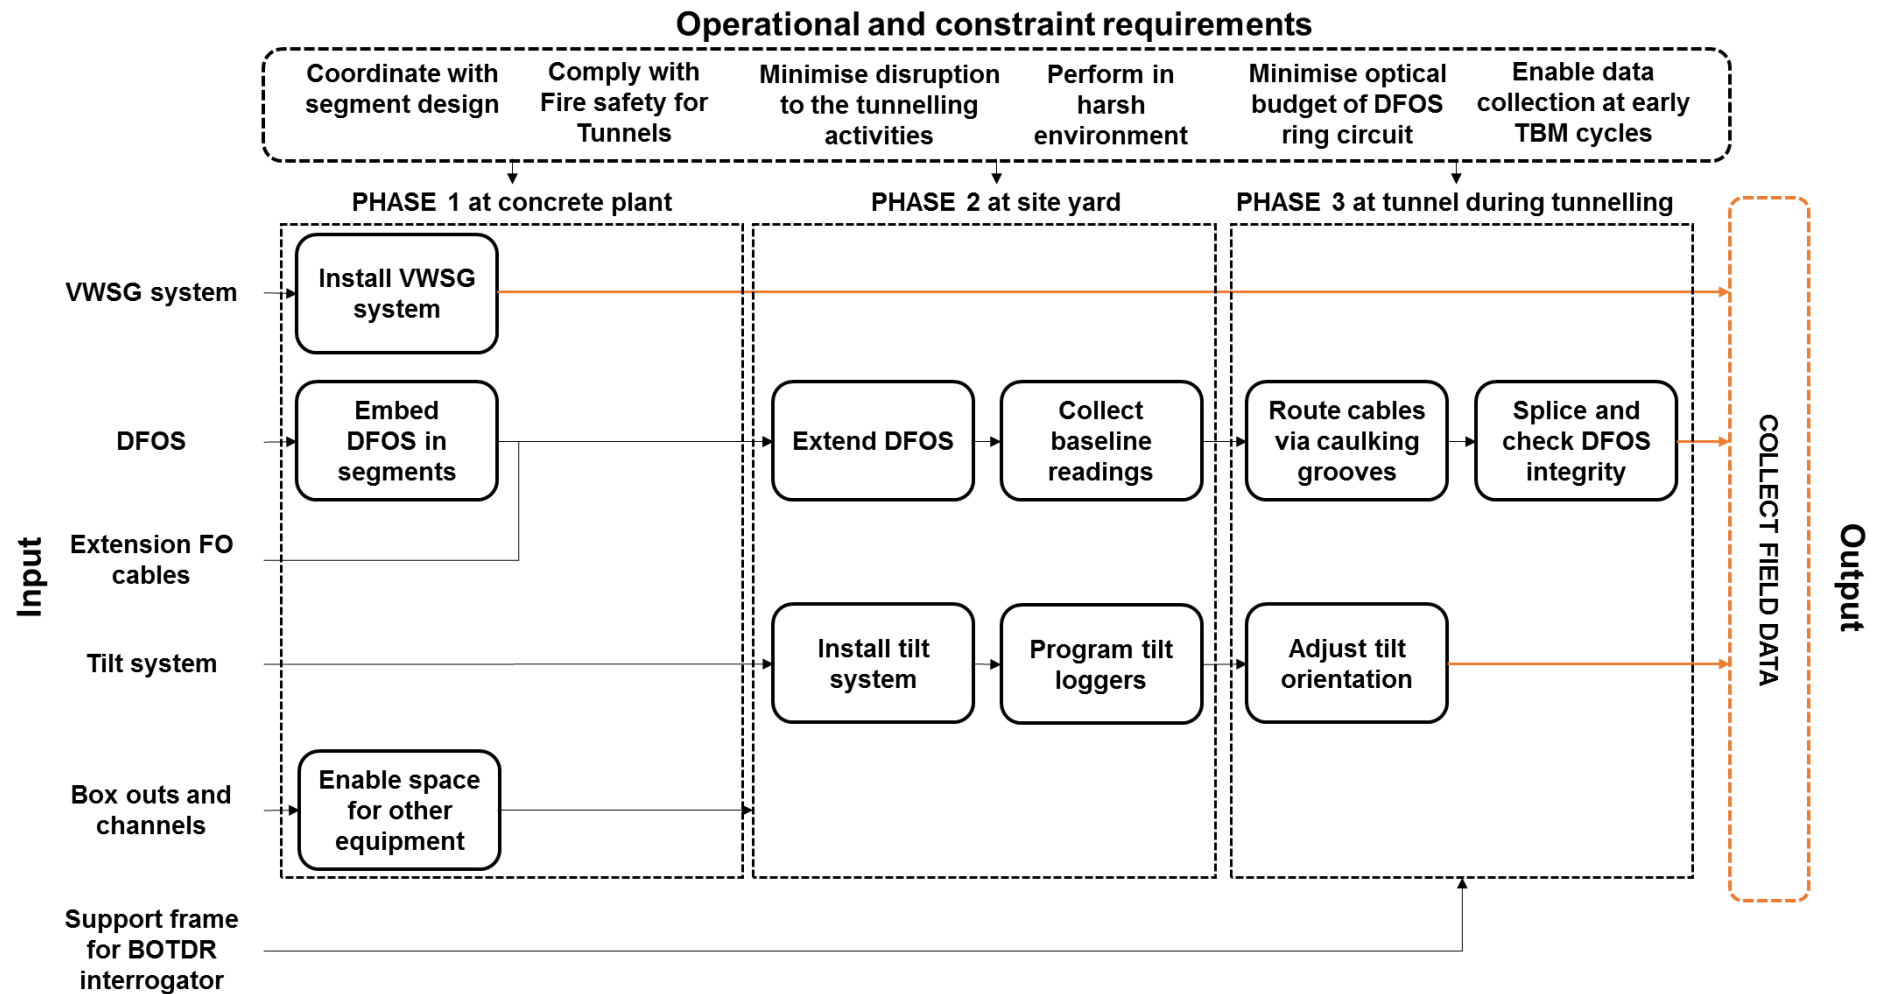 Operational and constraint requirements
Coordinate with
segment design
Comply with
Fire safety for
Tunnels
Minimise disruption
to the tunnelling
activities
Perform in
harsh
environment
Minimise optical
budget of DFOS
ring circuit
Enable data
collection at early
TBM cycles
PHASE 1 at concrete plant
PHASE 2 at site yard
PHASE 3 at tunnel during tunnelling
Input
VWSG system
Install VWSG
system
DFOS
Embed
DFOS in
segments
Extend DFOS
Collect
baseline
readings
Route cables
via caulking
grooves
Splice and
check DFOS
integrity
Extension FO
cables
Tilt system
Install tilt
system
Program tilt
loggers
Adjust tilt
orientation
Box outs and
channels
Enable space
for other
equipment
Support frame
for BOTDR
interrogator
COLLECT FIELD DATA
Output